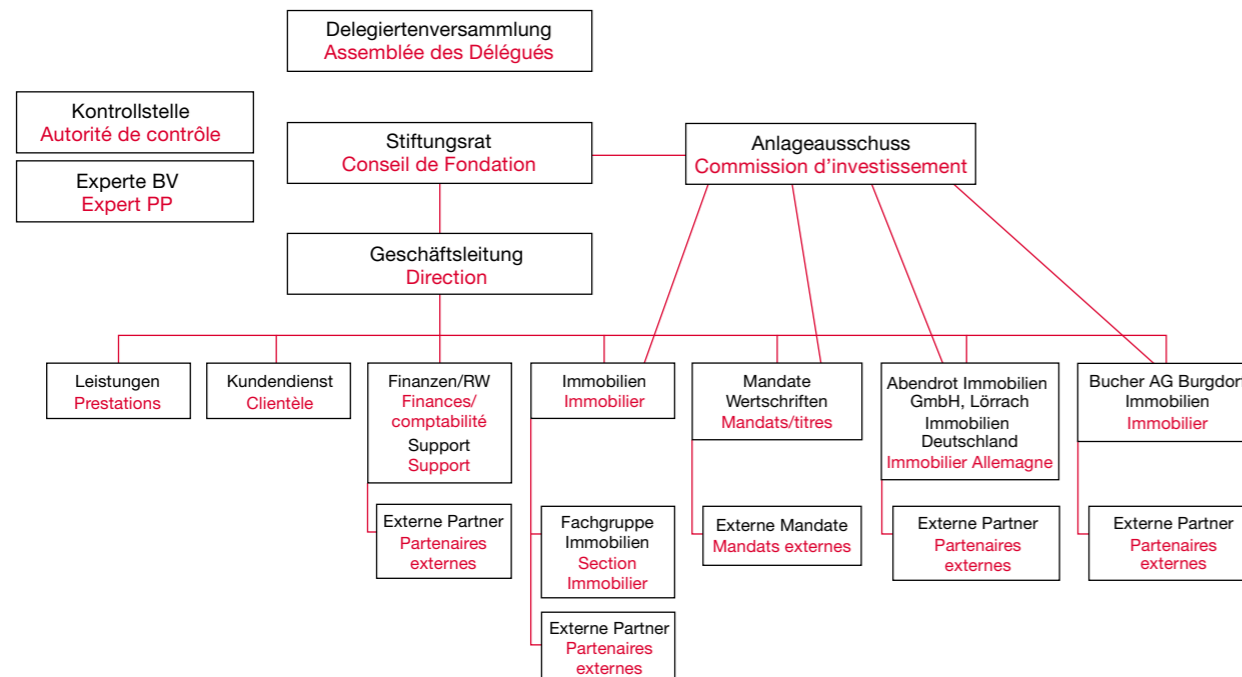 Delegiertenversammlung
Assemblée des Délégués
Kontrollstelle
Autorité de contrôle
Stiftungsrat
Conseil de Fondation
Anlageausschuss
Commission d'investissement
Experte BV
Expert PP
Geschäftsleitung
Direction
Leistungen
Prestations
Kundendienst
Clientèle
Finanzen/RW
Finances/
comptabilité
Support
Support
Immobilien
Immobilier
Mandate
Wertschriften
Mandats/titres
Abendrot Immobilien
GmbH, Lörrach
Immobilien
Deutschland
Immobilier Allemagne
Bucher AG Burgdorf
Immobilien
Immobilier
Externe Partner
Partenaires
externes
Fachgruppe
Immobilien
Section
Immobilier
Externe Mandate
Mandats externes
Externe Partner
Partenaires
externes
Externe Partner
Partenaires
externes
Externe Partner
Partenaires
externes